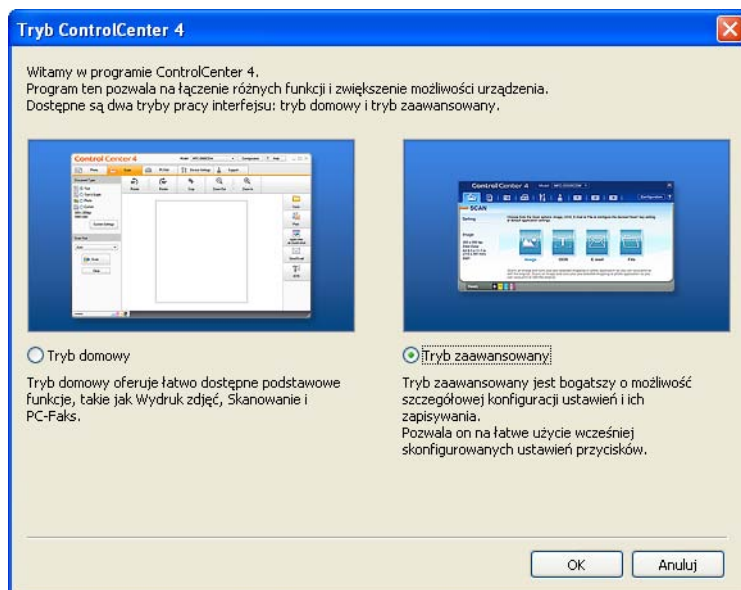 Tryb ControlCenter 4
Witamy w programie ControlCenter 4.
Program ten pozwala na łączenie różnych funkcji i zwiększenie możliwości urządzenia.
Dostępne są dwa tryby pracy interfejsu: tryb domowy i tryb zaawansowany.
Control Center 4
ControlCenter 4
SCAN
Image
OCR
E-mail
File
Tryb domowy
Tryb domowy oferuje łatwo dostępne podstawowe
funkcje, takie jak Wydruk zdjęć, Skanowanie i
PC-Faks.
Tryb zaawansowany
Tryb zaawansowany jest bogatszy o możliwość
szczegółowej konfiguracji ustawień i ich
zapisywania.
Pozwala on na łatwe użycie wcześniej
skonfigurowanych ustawień przycisków.
OK
Anuluj